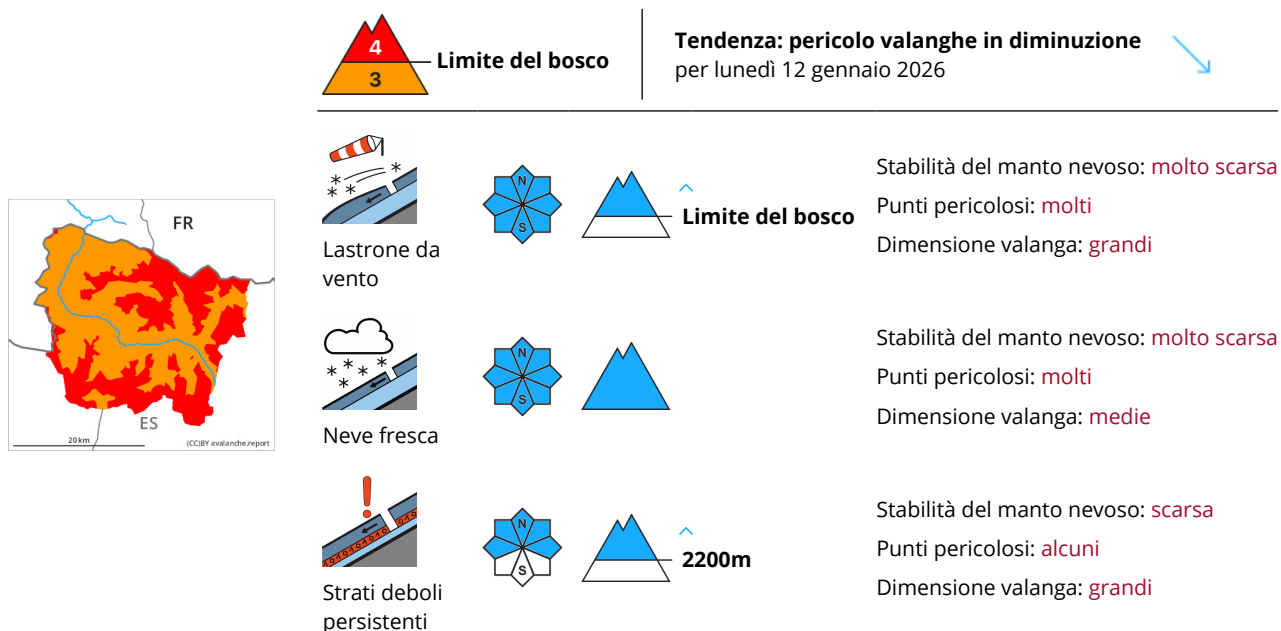 4
3
Limite del bosco
Tendenza: pericolo valanghe in diminuzione
per lunedì 12 gennaio 2026
FR
ES
20 km
(CC)BY avalanche.report
Lastrone da
vento
N
S
Limite del bosco
Stabilità del manto nevoso: molto scarsa
Punti pericolosi: molti
Dimensione valanga: grandi
Neve fresca
N
S
Stabilità del manto nevoso: molto scarsa
Punti pericolosi: molti
Dimensione valanga: medie
Strati deboli
persistenti
N
S
2200m
Stabilità del manto nevoso: scarsa
Punti pericolosi: alcuni
Dimensione valanga: grandi